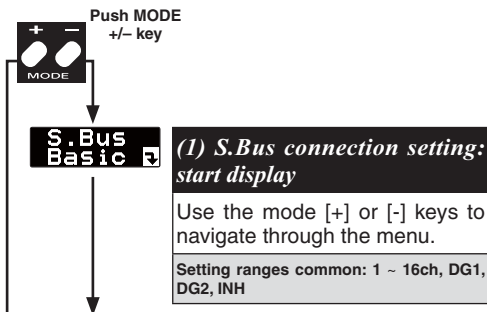 Push MODE
+/– key
+ –
MODE
S.Bus
Basic
(1) S.Bus connection setting:
start display
Use the mode [+] or [-] keys to
navigate through the menu.
Setting ranges common: 1 ~ 16ch, DG1,
DG2, INH